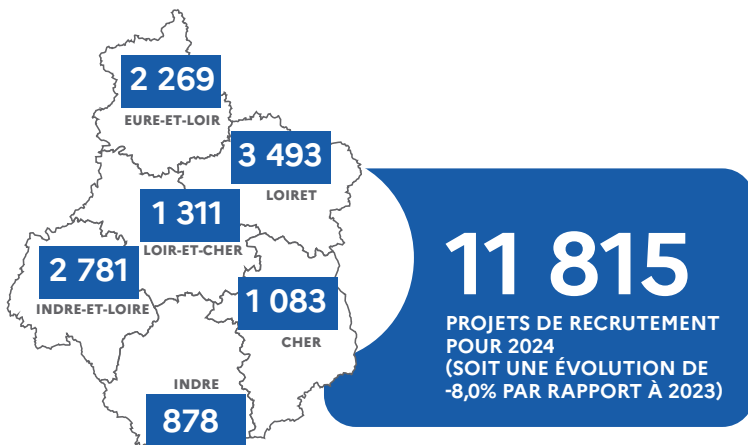 2 269
EURE-ET-LOIR
3 493
LOIRET
1 311
LOIR-ET-CHER
2 781
INDRE-ET-LOIRE
1 083
CHER
INDRE
878
11 815
PROJETS DE RECRUTEMENT
POUR 2024
(SOIT UNE ÉVOLUTION DE
-8,0% PAR RAPPORT À 2023)